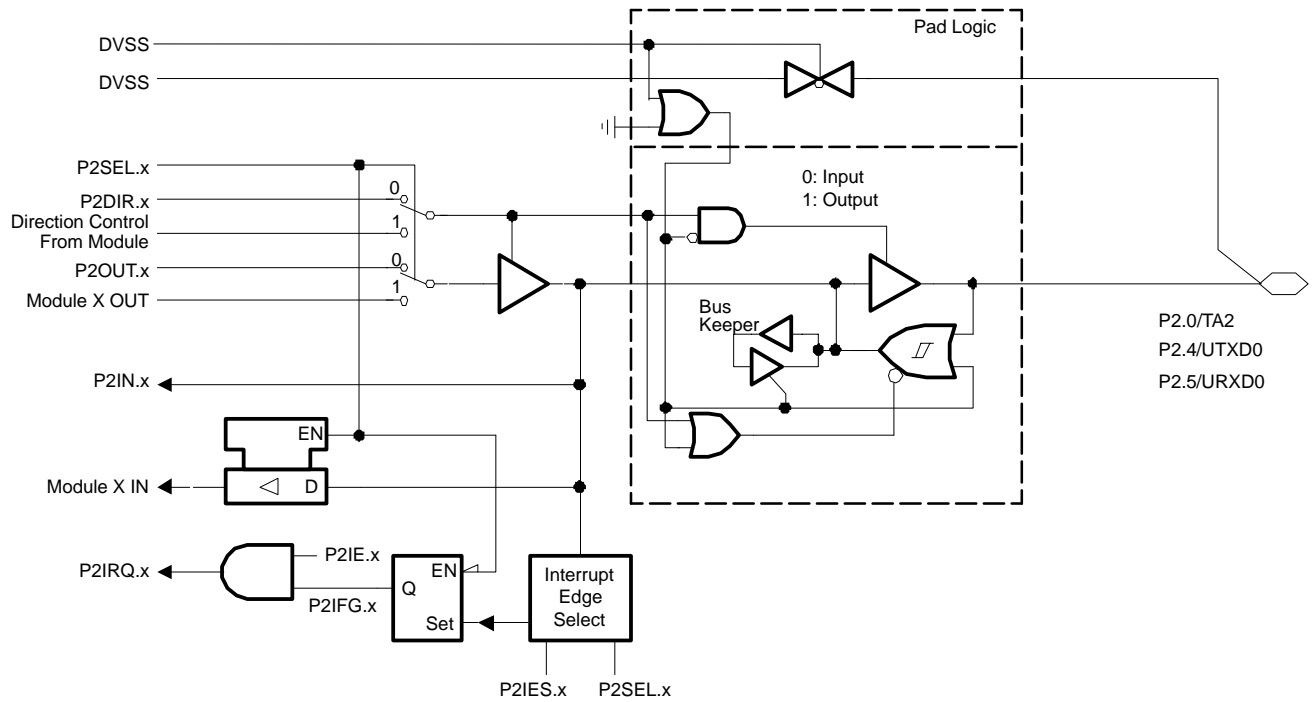 Pad Logic
DVSS
DVSS
P2SEL.x
0
P2DIR.x
Direction Control
From Module
1
0
P2OUT.x
1
Module X OUT
0: Input
1: Output
Bus
Keeper
P2.0/TA2
P2.4/UTXD0
P2.5/URXD0
P2IN.x
EN
Module X IN
D
P2IRQ.x
P2IE.x
P2IFG.x
EN
Q
Set
Interrupt
Edge
Select
P2IES.x
P2SEL.x